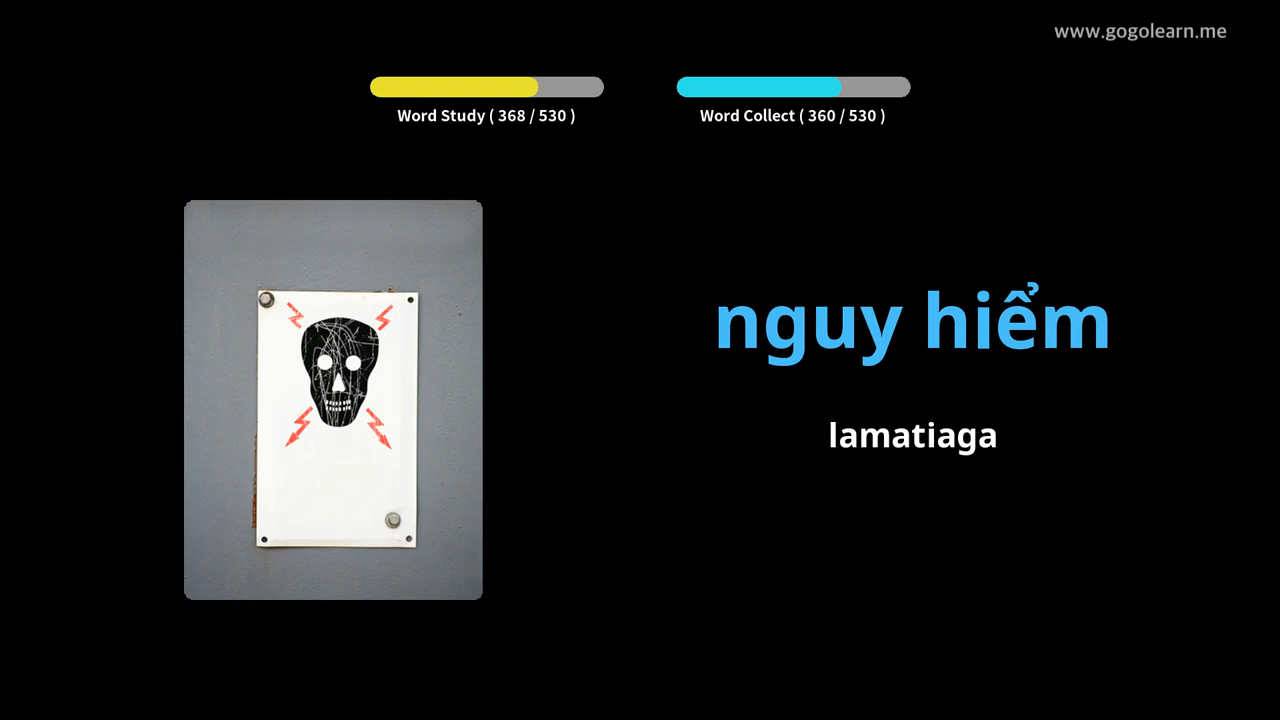 www.gogolearn.me
Word Study ( 368 / 530 )
Word Collect ( 360 / 530 )
nguy hiểm
lamatiaga